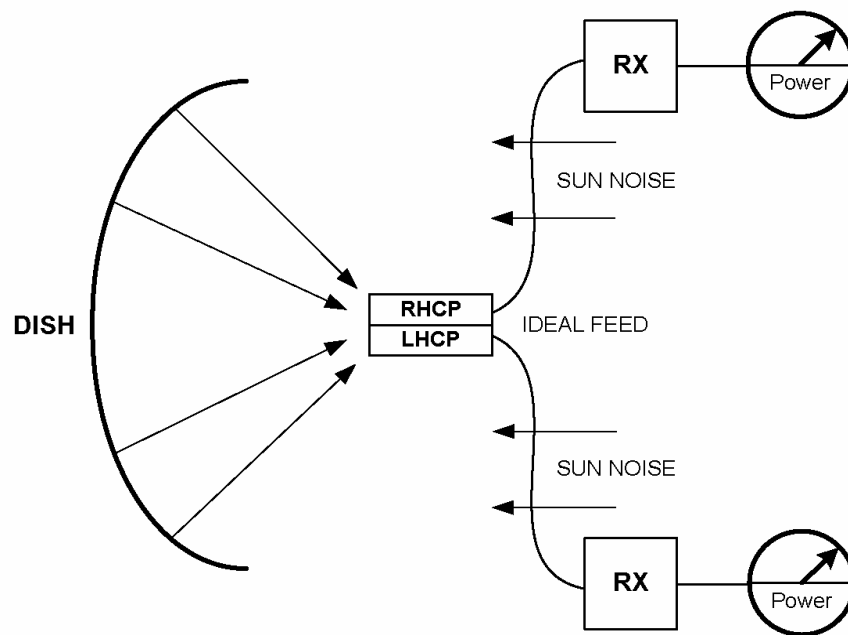 RX
Power
SUN NOISE
RHCP
DISH
IDEAL FEED
LHCP
SUN NOISE
RX
Power